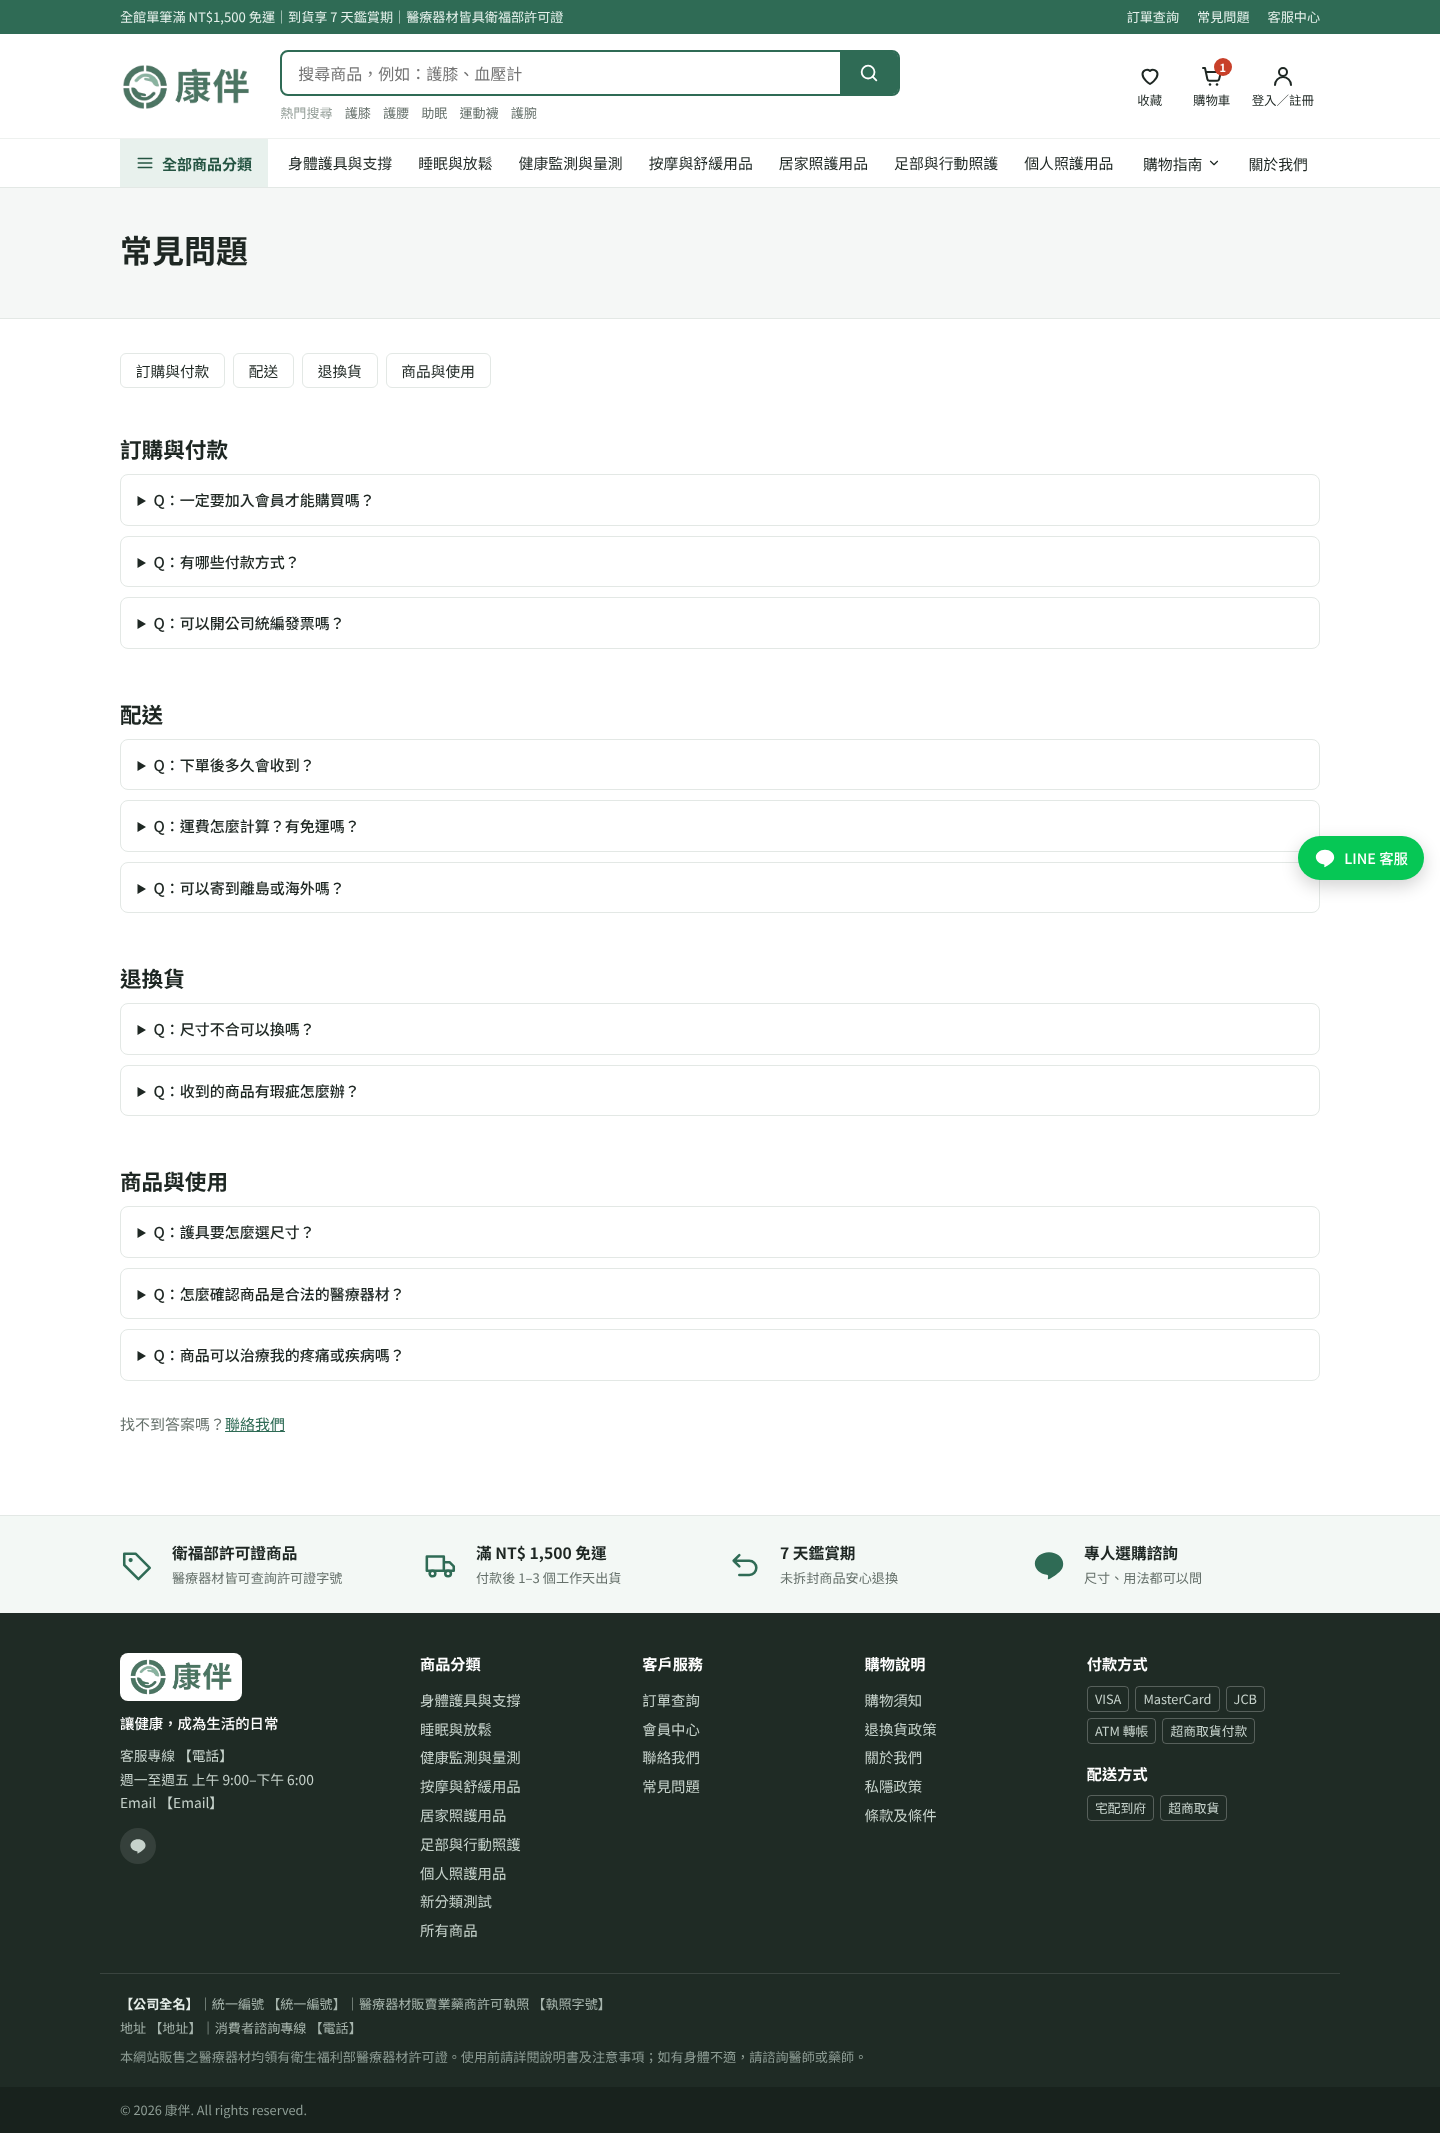 全館單筆滿 NT$1,500 免運｜到貨享 7 天鑑賞期｜醫療器材皆具衛福部許可證
訂單查詢 常見問題 客服中心
康伴
搜尋商品，例如：護膝、血壓計
熱門搜尋 護膝 護腰 助眠 運動襪 護腕
收藏
1
購物車
登入／註冊
全部商品分類 身體護具與支撐 睡眠與放鬆 健康監測與量測 按摩與舒緩用品 居家照護用品 足部與行動照護 個人照護用品 購物指南 關於我們
常見問題
訂購與付款 配送 退換貨 商品與使用
訂購與付款
Q：一定要加入會員才能購買嗎？
Q：有哪些付款方式？
Q：可以開公司統編發票嗎？
配送
Q：下單後多久會收到？
Q：運費怎麼計算？有免運嗎？
LINE 客服
Q：可以寄到離島或海外嗎？
退換貨
Q：尺寸不合可以換嗎？
Q：收到的商品有瑕疵怎麼辦？
商品與使用
Q：護具要怎麼選尺寸？
Q：怎麼確認商品是合法的醫療器材？
Q：商品可以治療我的疼痛或疾病嗎？
找不到答案嗎？聯絡我們
衛福部許可證商品
醫療器材皆可查詢許可證字號
滿 NT$ 1,500 免運
付款後 1–3 個工作天出貨
7 天鑑賞期
未拆封商品安心退換
專人選購諮詢
尺寸、用法都可以問
康伴
讓健康，成為生活的日常
客服專線 【電話】
週一至週五 上午 9:00–下午 6:00
Email 【Email】
商品分類
身體護具與支撐
睡眠與放鬆
健康監測與量測
按摩與舒緩用品
居家照護用品
足部與行動照護
個人照護用品
新分類測試
所有商品
客戶服務
訂單查詢
會員中心
聯絡我們
常見問題
購物說明
購物須知
退換貨政策
關於我們
私隱政策
條款及條件
付款方式
VISA MasterCard JCB
ATM 轉帳 超商取貨付款
配送方式
宅配到府 超商取貨
【公司全名】｜統一編號 【統一編號】｜醫療器材販賣業藥商許可執照 【執照字號】
地址 【地址】｜消費者諮詢專線 【電話】
本網站販售之醫療器材均領有衛生福利部醫療器材許可證。使用前請詳閱說明書及注意事項；如有身體不適，請諮詢醫師或藥師。
© 2026 康伴. All rights reserved.